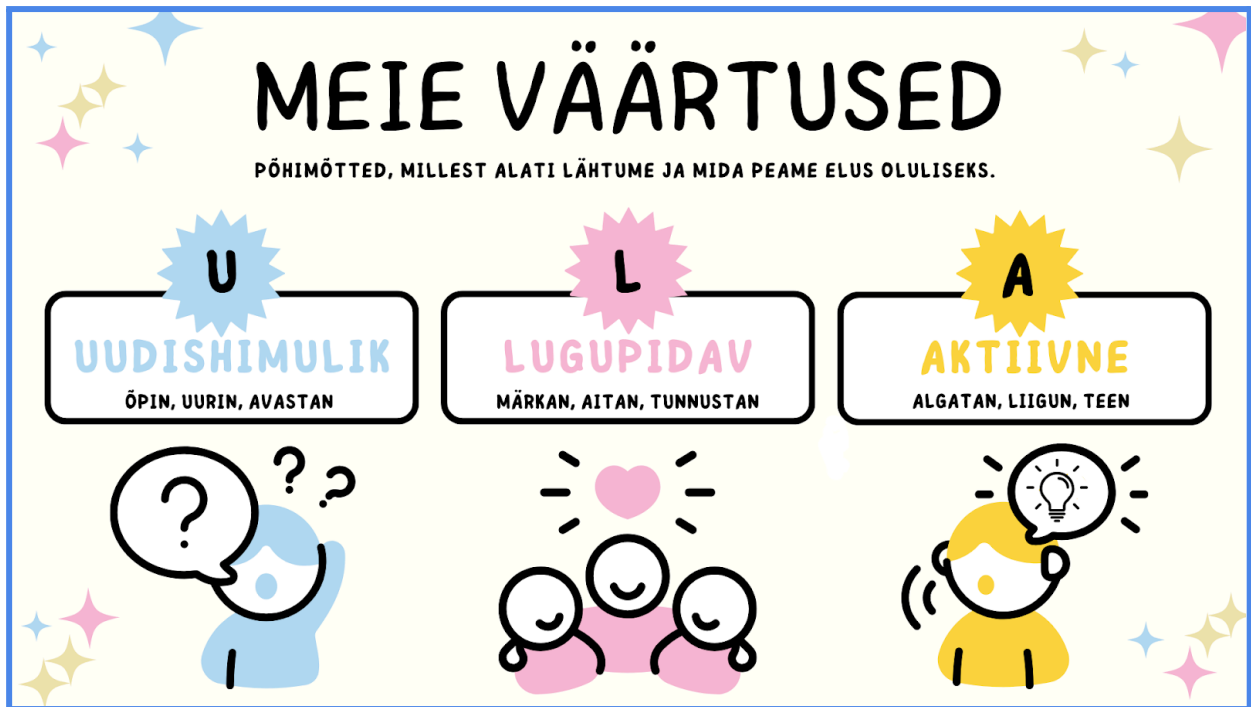 MEIE VÄÄRTUSED
PÕHIMÕTTED, MILLEST ALATI LÄHTUME JA MIDA PEAME ELUS OLULISEKS.
U
UUDISHIMULIK
ÕPIN, UURIN, AVASTAN
L
LUGUPIDAV
MÄRKAN, AITAN, TUNNUSTAN
A
AKTIIVNE
ALGATAN, LIIGUN, TEEN
?
? ?